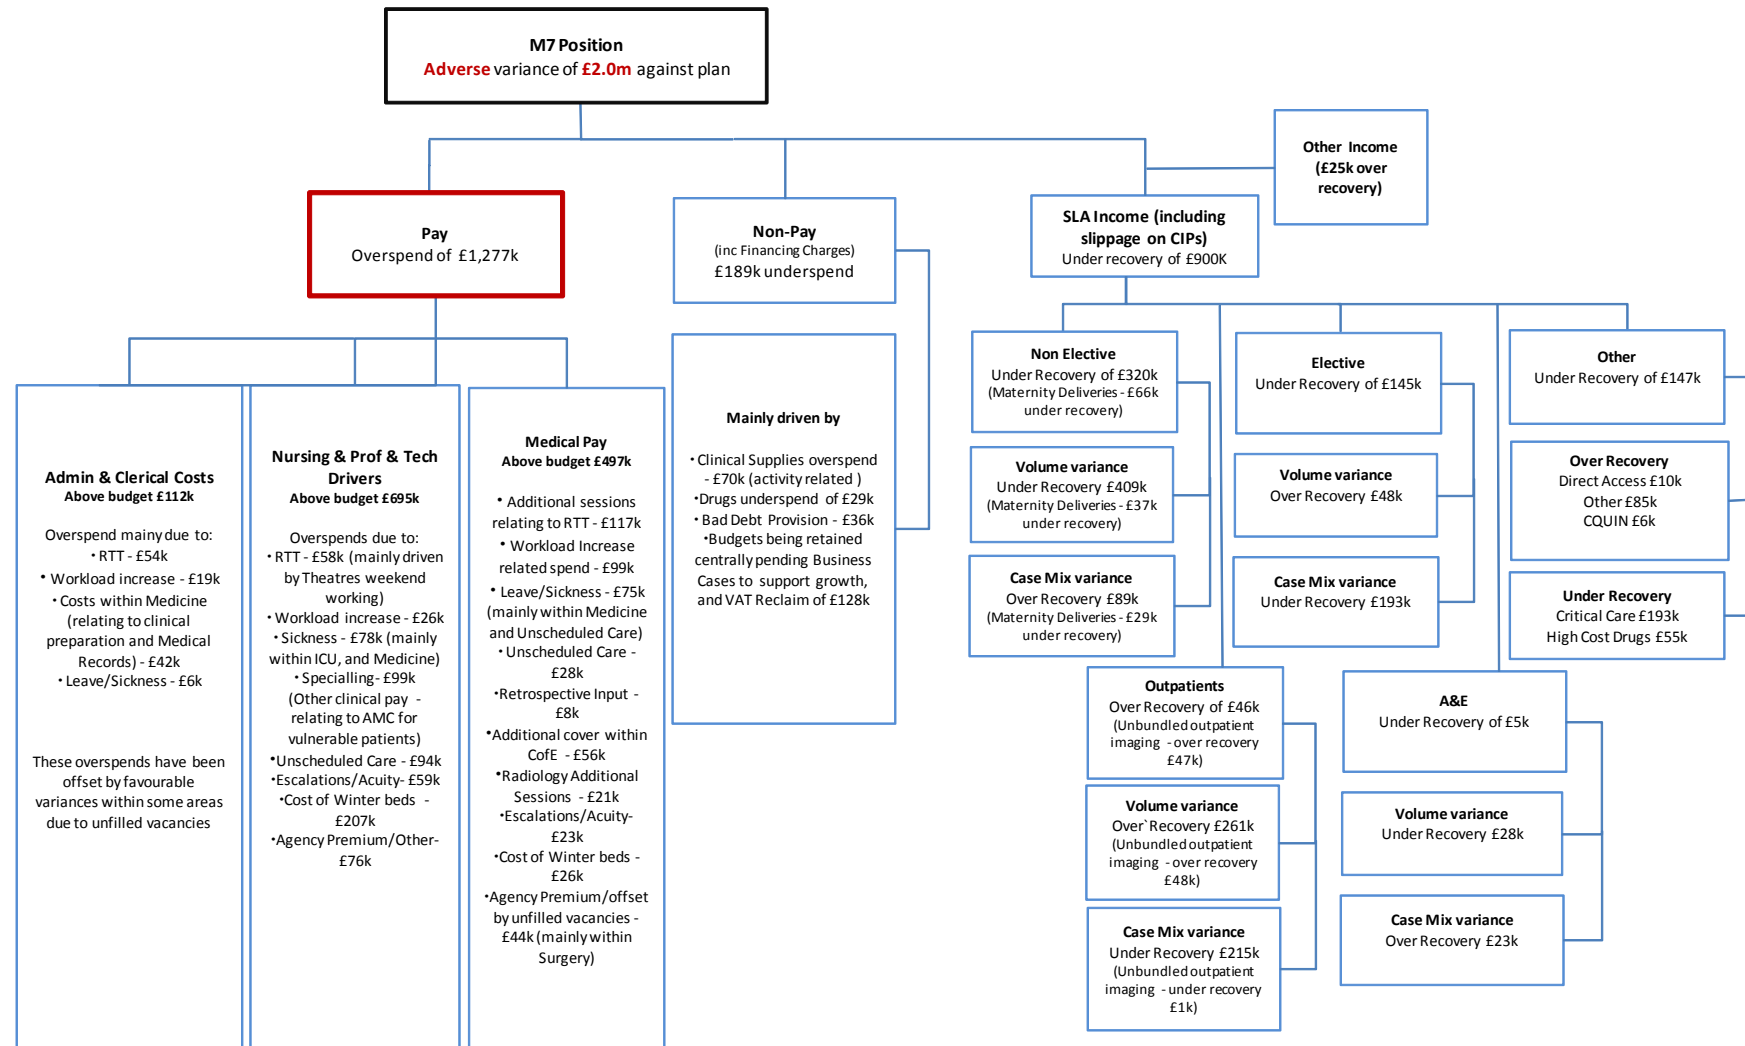 M7 Position
Adverse variance of £2.0m against plan
Other Income
(£25k over
recovery)
Pay
Overspend of £1,277k
Non-Pay
(inc Financing Charges)
£189k underspend
SLA Income (including
slippage on CIPs)
Under recovery of £900K
Admin & Clerical Costs
Above budget £112k
Overspend mainy due to:
• RTT - £54k
• Workload increase - £19k
• Costs within Medicine
(relating to clinical
preparation and Medical
Records) - £42k
• Leave/Sickness - £6k
These overspends have been
offset by favourable
variances within some areas
due to unfilled vacancies
Nursing & Prof & Tech
Drivers
Above budget £695k
Overspends due to:
• RTT - £58k (mainly driven
by Theatres weekend
working)
• Workload increase - £26k
• Sickness - £78k (mainly
within ICU, and Medicine)
• Specialling- £99k
(Other clinical pay -
relating to AMC for
vulnerable patients)
•Unscheduled Care - £94k
•Escalations/Acuity- £59k
•Cost of Winter beds -
£207k
•Agency Premium/Other-
£76k
Medical Pay
Above budget £497k
• Additional sessions
relating to RTT - £117k
• Workload Increase
related spend - £99k
• Leave/Sickness - £75k
(mainly within Medicine
and Unscheduled Care)
• Unscheduled Care -
£28k
•Retrospective Input -
£8k
•Additional cover within
CofE - £56k
•Radiology Additional
Sessions - £21k
•Escalations/Acuity-
£23k
•Cost of Winter beds -
£26k
•Agency Premium/offset
by unfilled vacancies -
£44k (mainly within
Surgery)
Mainly driven by
• Clinical Supplies overspend
- £70k (activity related )
•Drugs underspend of £29k
• Bad Debt Provision - £36k
•Budgets being retained
centrally pending Business
Cases to support growth,
and VAT Reclaim of £128k
Non Elective
Under Recovery of £320k
(Maternity Deliveries - £66k
under recovery)
Volume variance
Under Recovery £409k
(Maternity Deliveries - £37k
under recovery)
Case Mix variance
Over Recovery £89k
(Maternity Deliveries - £29k
under recovery)
Elective
Under Recovery of £145k
Volume variance
Over Recovery £48k
Case Mix variance
Under Recovery £193k
Other
Under Recovery of £147k
Over Recovery
Direct Access £10k
Other £85k
CQUIN £6k
Under Recovery
Critical Care £193k
High Cost Drugs £55k
Outpatients
Over Recovery of £46k
(Unbundled outpatient
imaging - over recovery
£47k)
Volume variance
Over`Recovery £261k
(Unbundled outpatient
imaging - over recovery
£48k)
Case Mix variance
Under Recovery £215k
(Unbundled outpatient
imaging - under recovery
£1k)
A&E
Under Recovery of £5k
Volume variance
Under Recovery £28k
Case Mix variance
Over Recovery £23k